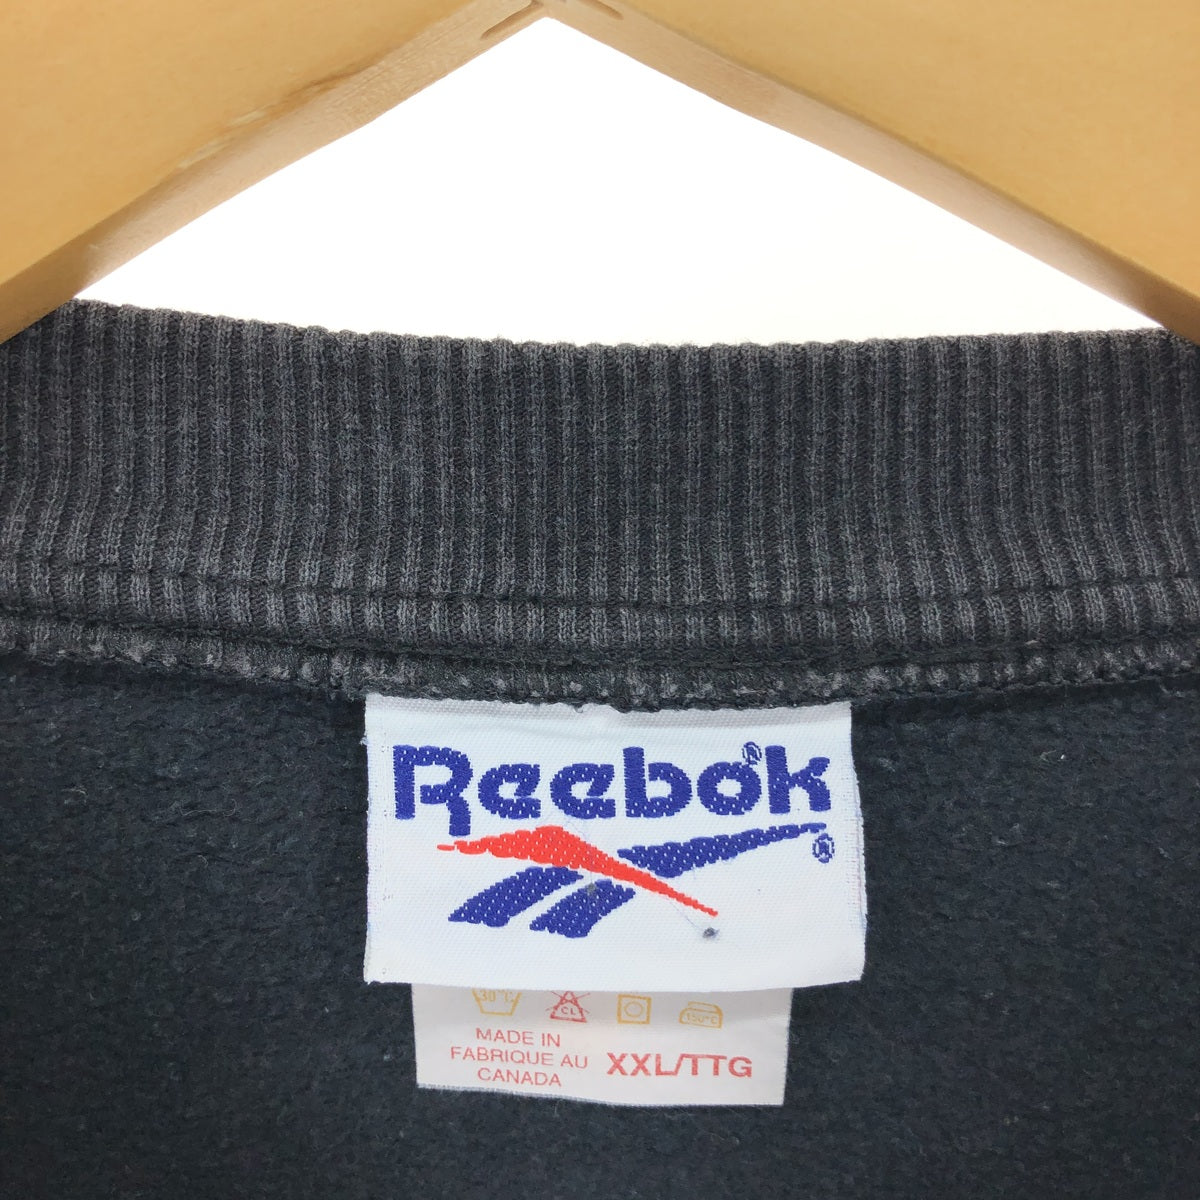 Reebok®
®
30°C
CL
150°C
MADE IN
FABRIQUE AU
CANADA
XXL/TTG